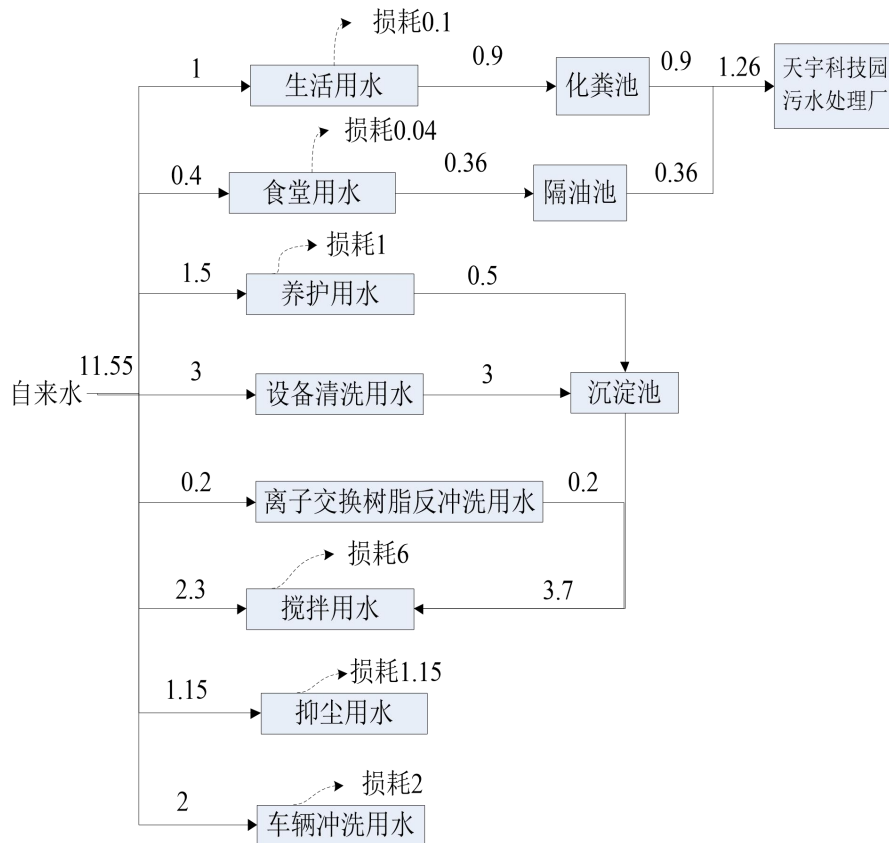 损耗0.1
1
生活用水
0.9
化粪池
0.9
1.26
天宇科技园
污水处理厂
损耗0.04
0.4
食堂用水
0.36
隔油池
0.36
损耗1
1.5
养护用水
0.5
自来水
11.55
3
设备清洗用水
3
沉淀池
0.2
离子交换树脂反冲洗用水
0.2
损耗6
2.3
搅拌用水
3.7
损耗1.15
1.15
抑尘用水
损耗2
2
车辆冲洗用水